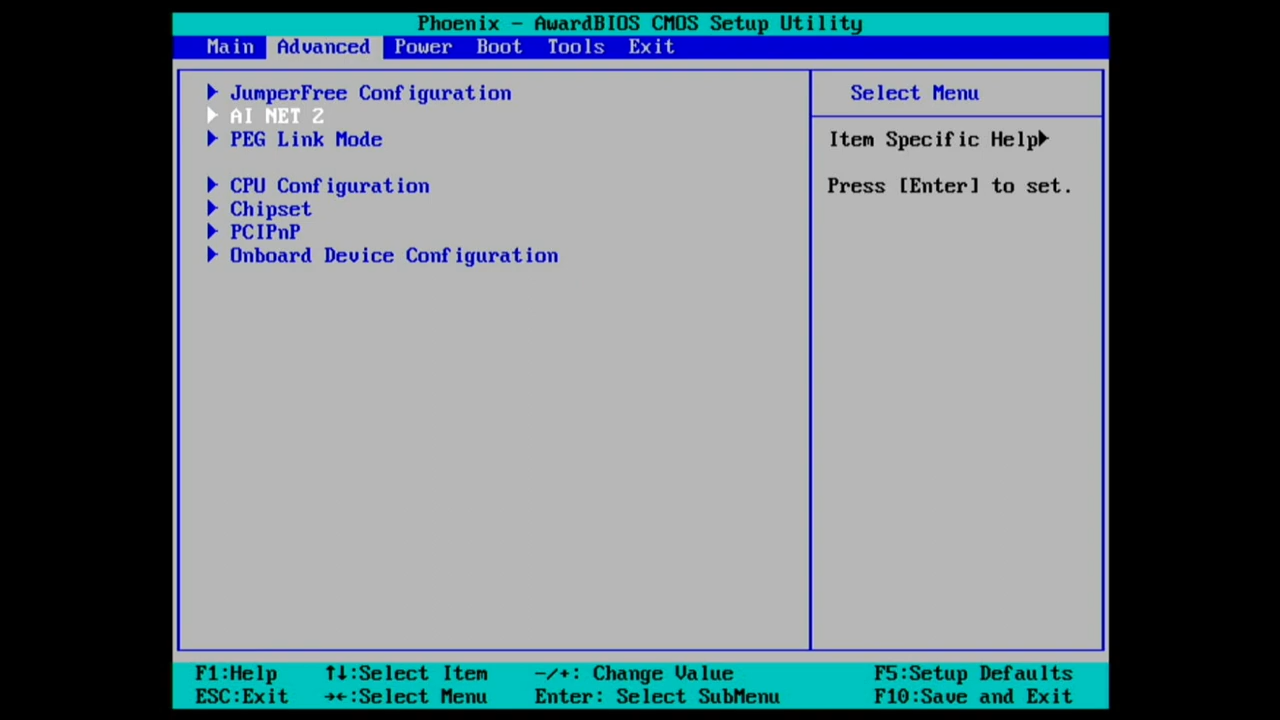 Phoenix - AwardBIOS CMOS Setup Utility
Main Advanced Power Boot Tools Exit
JumperFree Configuration
AI NET 2
PEG Link Mode
CPU Configuration
Chipset
PCIPnP
Onboard Device Configuration
Select Menu
Item Specific Help
Press [Enter] to set.
F1:Help ↑↓:Select Item -/+: Change Value F5:Setup Defaults
ESC:Exit →←:Select Menu Enter: Select SubMenu F10:Save and Exit